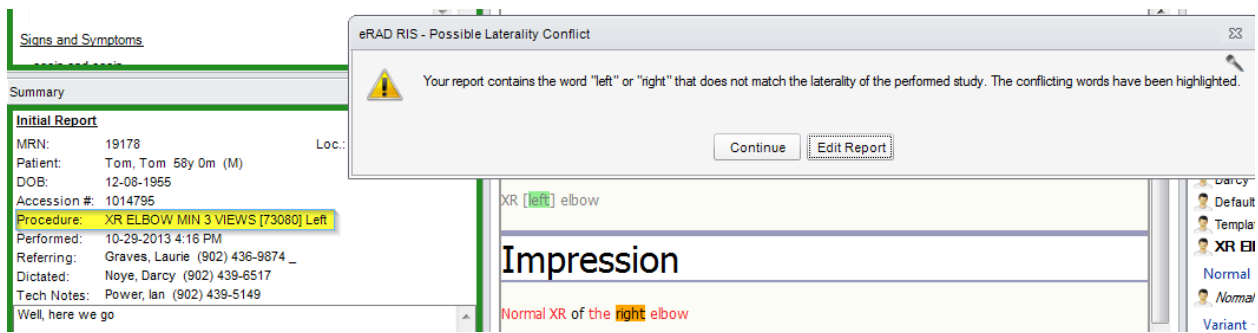 Signs and Symptoms
eRAD RIS - Possible Laterality Conflict
Your report contains the word "left" or "right" that does not match the laterality of the performed study. The conflicting words have been highlighted.
Continue
Edit Report
Summary
Initial Report
MRN: 19178 Loc.:
Patient: Tom, Tom 58y 0m (M)
DOB: 12-08-1955
Accession #: 1014795
Procedure: XR ELBOW MIN 3 VIEWS [73080] Left
Performed: 10-29-2013 4:16 PM
Referring: Graves, Laurie (902) 436-9874 _
Dictated: Noye, Darcy (902) 439-6517
Tech Notes: Power, Ian (902) 439-5149
Well, here we go
XR [left] elbow
Impression
Normal XR of the right elbow
Darcy
Default
Templa
XR El
Normal
Normal
Variant -